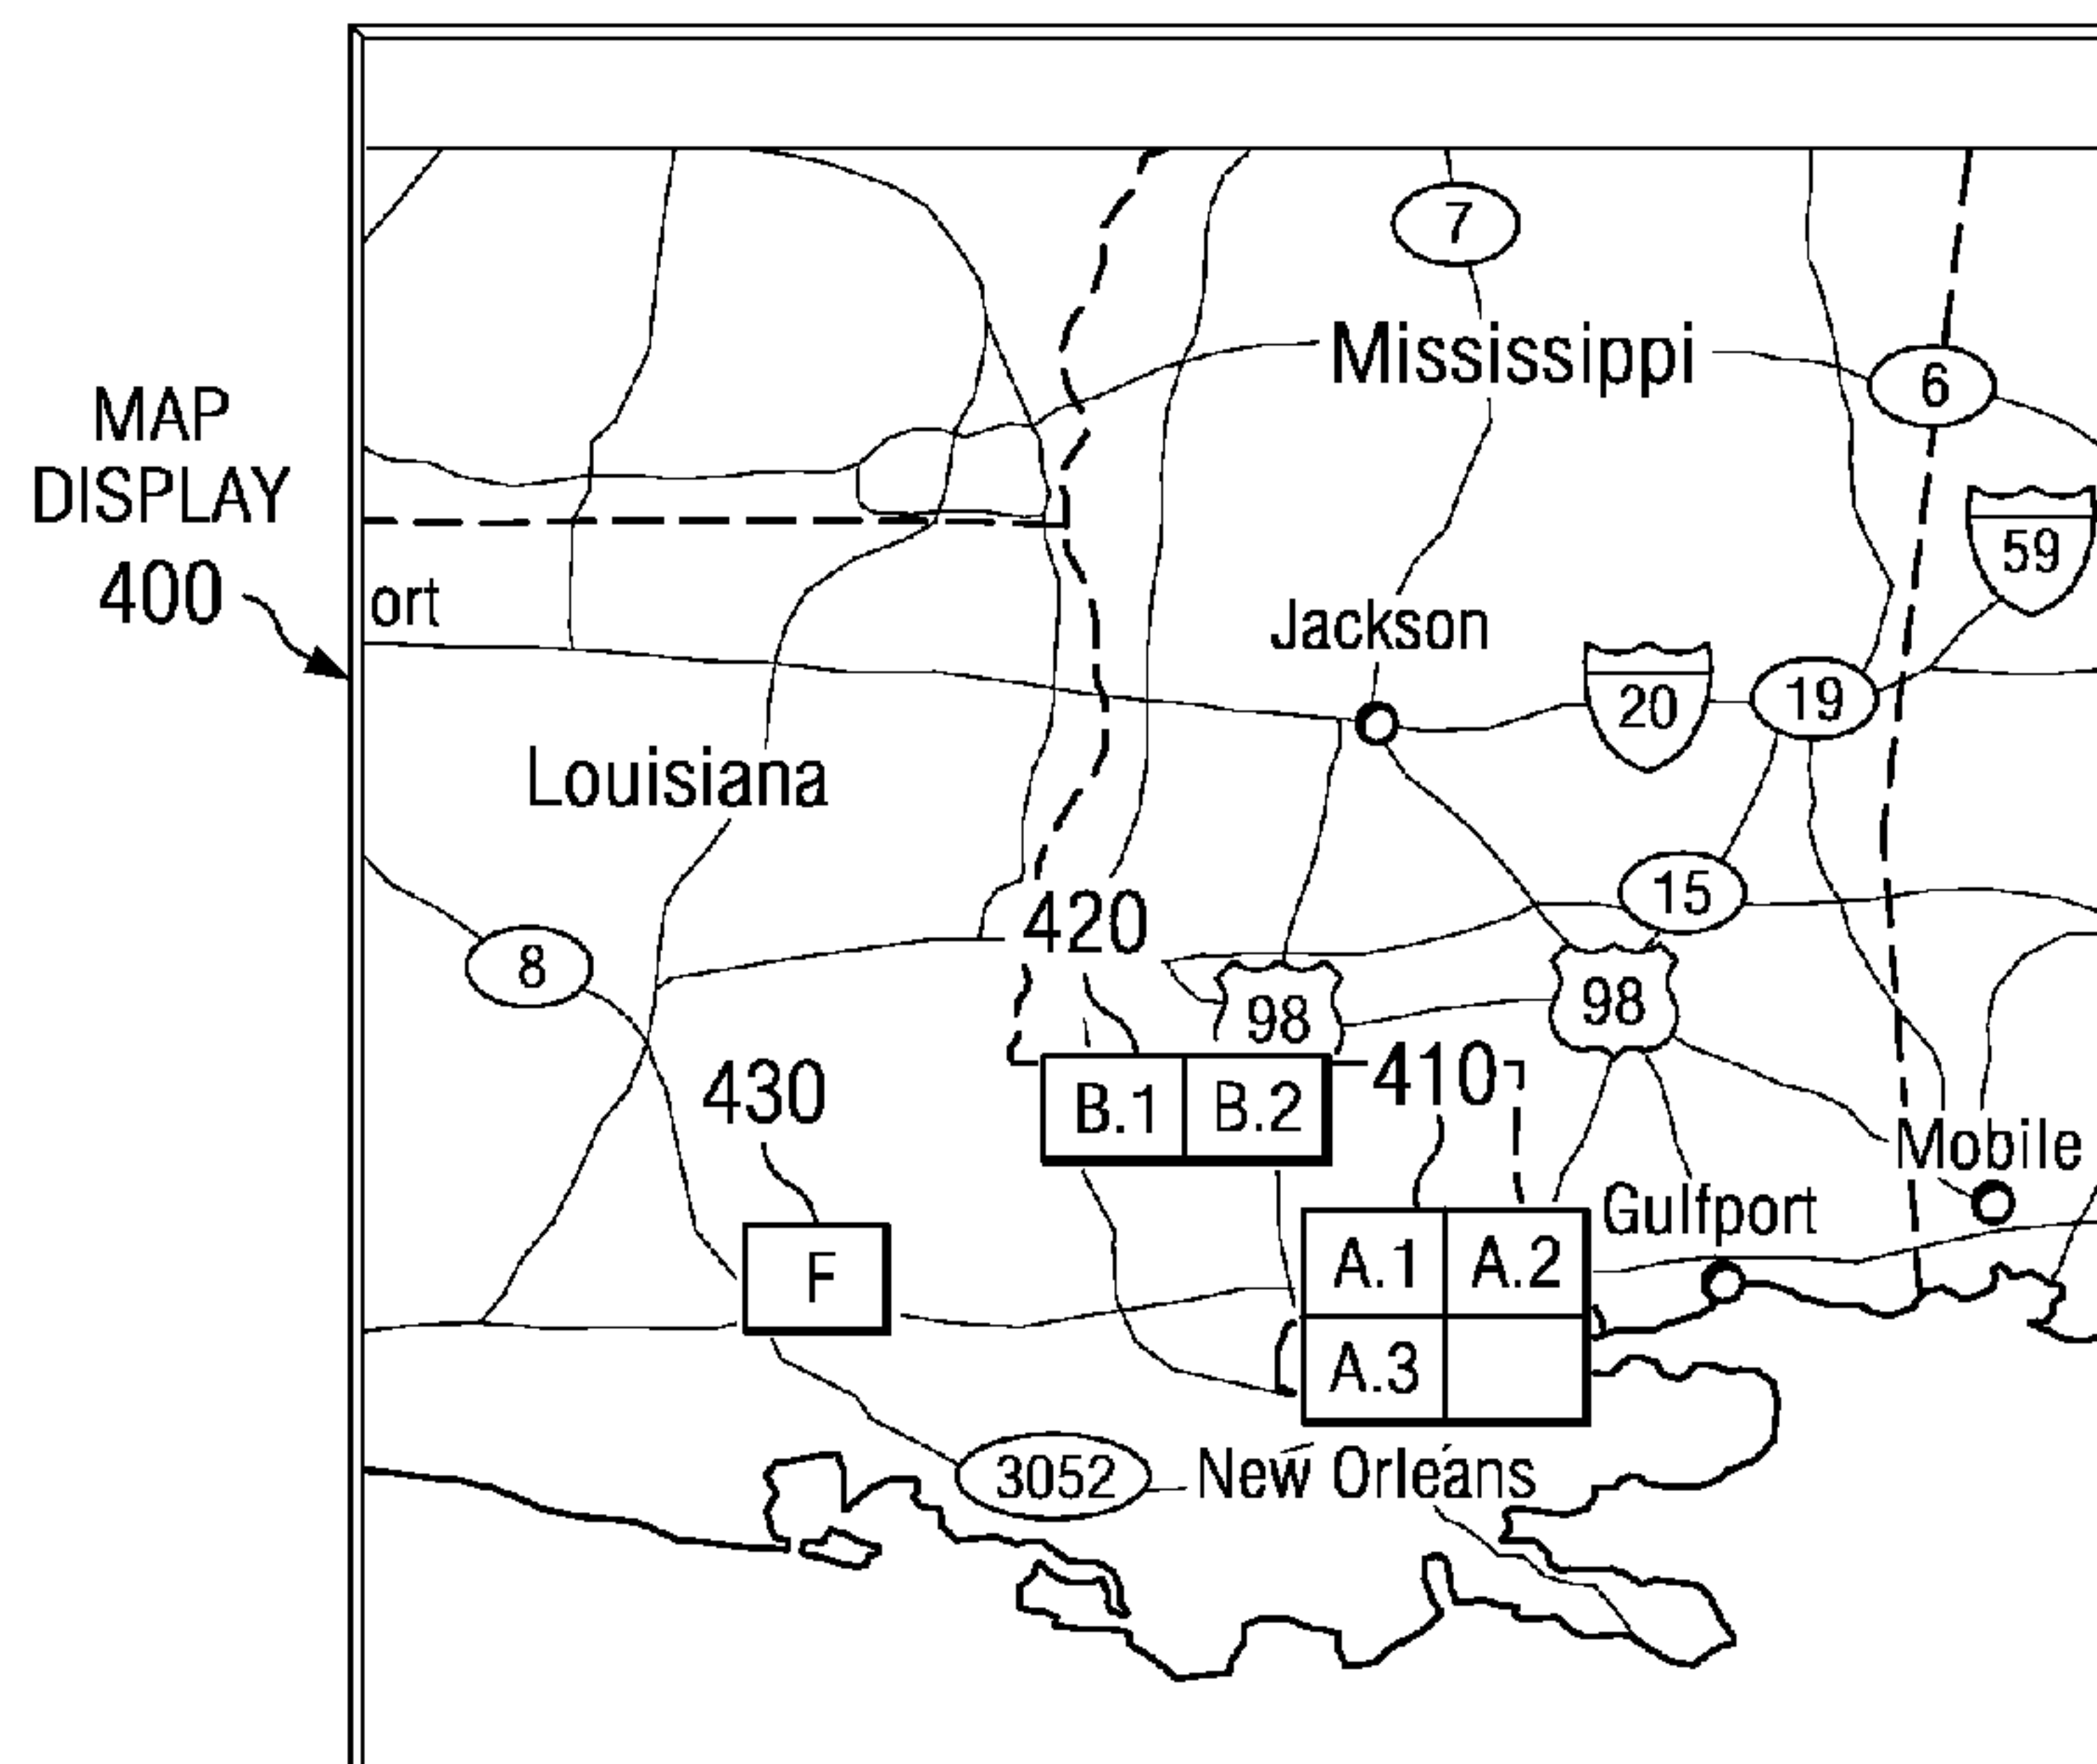 7
Mississippi
6
MAP
DISPLAY
400
59
ort
Jackson
20
19
Louisiana
15
420
8
98
98
430
410
B.1 B.2
Mobile
Gulfport
F
A.1 A.2
A.3
3052
New Orleans